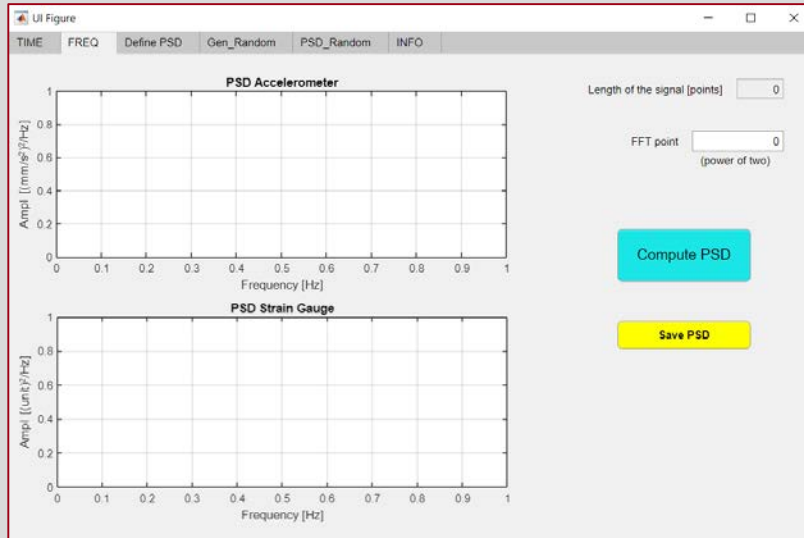 UI Figure
TIME FREQ Define PSD Gen_Random PSD_Random INFO
PSD Accelerometer
1
0.8
0.6
0.4
0.2
0
Ampl [(mm/s²)²/Hz]
0 0.1 0.2 0.3 0.4 0.5 0.6 0.7 0.8 0.9 1
Frequency [Hz]
PSD Strain Gauge
1
0.8
0.6
0.4
0.2
0
Ampl [(unit)²/Hz]
0 0.1 0.2 0.3 0.4 0.5 0.6 0.7 0.8 0.9 1
Frequency [Hz]
Length of the signal [points] 0
FFT point 0
(power of two)
Compute PSD
Save PSD